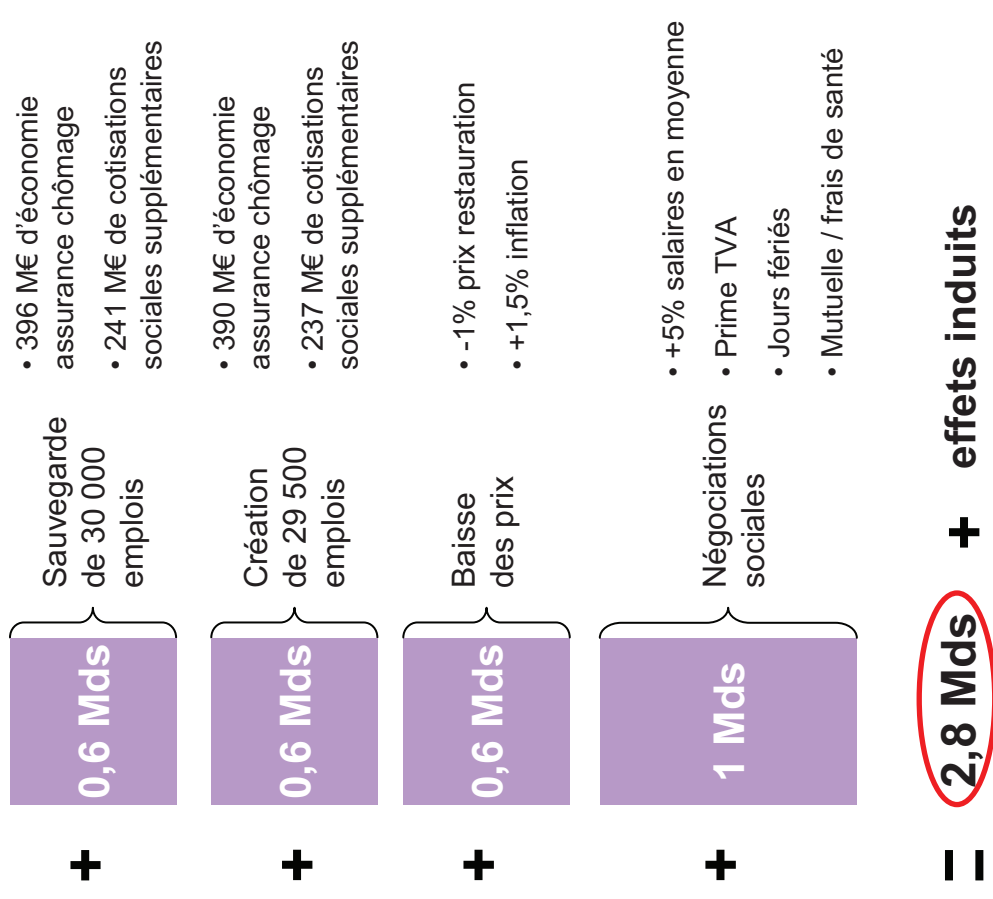 +
0,6 Mds
Sauvegarde
de 30 000
emplois
• 396 M€ d'économie
assurance chômage
• 241 M€ de cotisations
sociales supplémentaires
+
0,6 Mds
Création
de 29 500
emplois
• 390 M€ d'économie
assurance chômage
• 237 M€ de cotisations
sociales supplémentaires
+
0,6 Mds
Baisse
des prix
• -1% prix restauration
• +1,5% inflation
+
1 Mds
Négociations
sociales
• +5% salaires en moyenne
• Prime TVA
• Jours fériés
• Mutuelle / frais de santé
= 2,8 Mds + effets induits